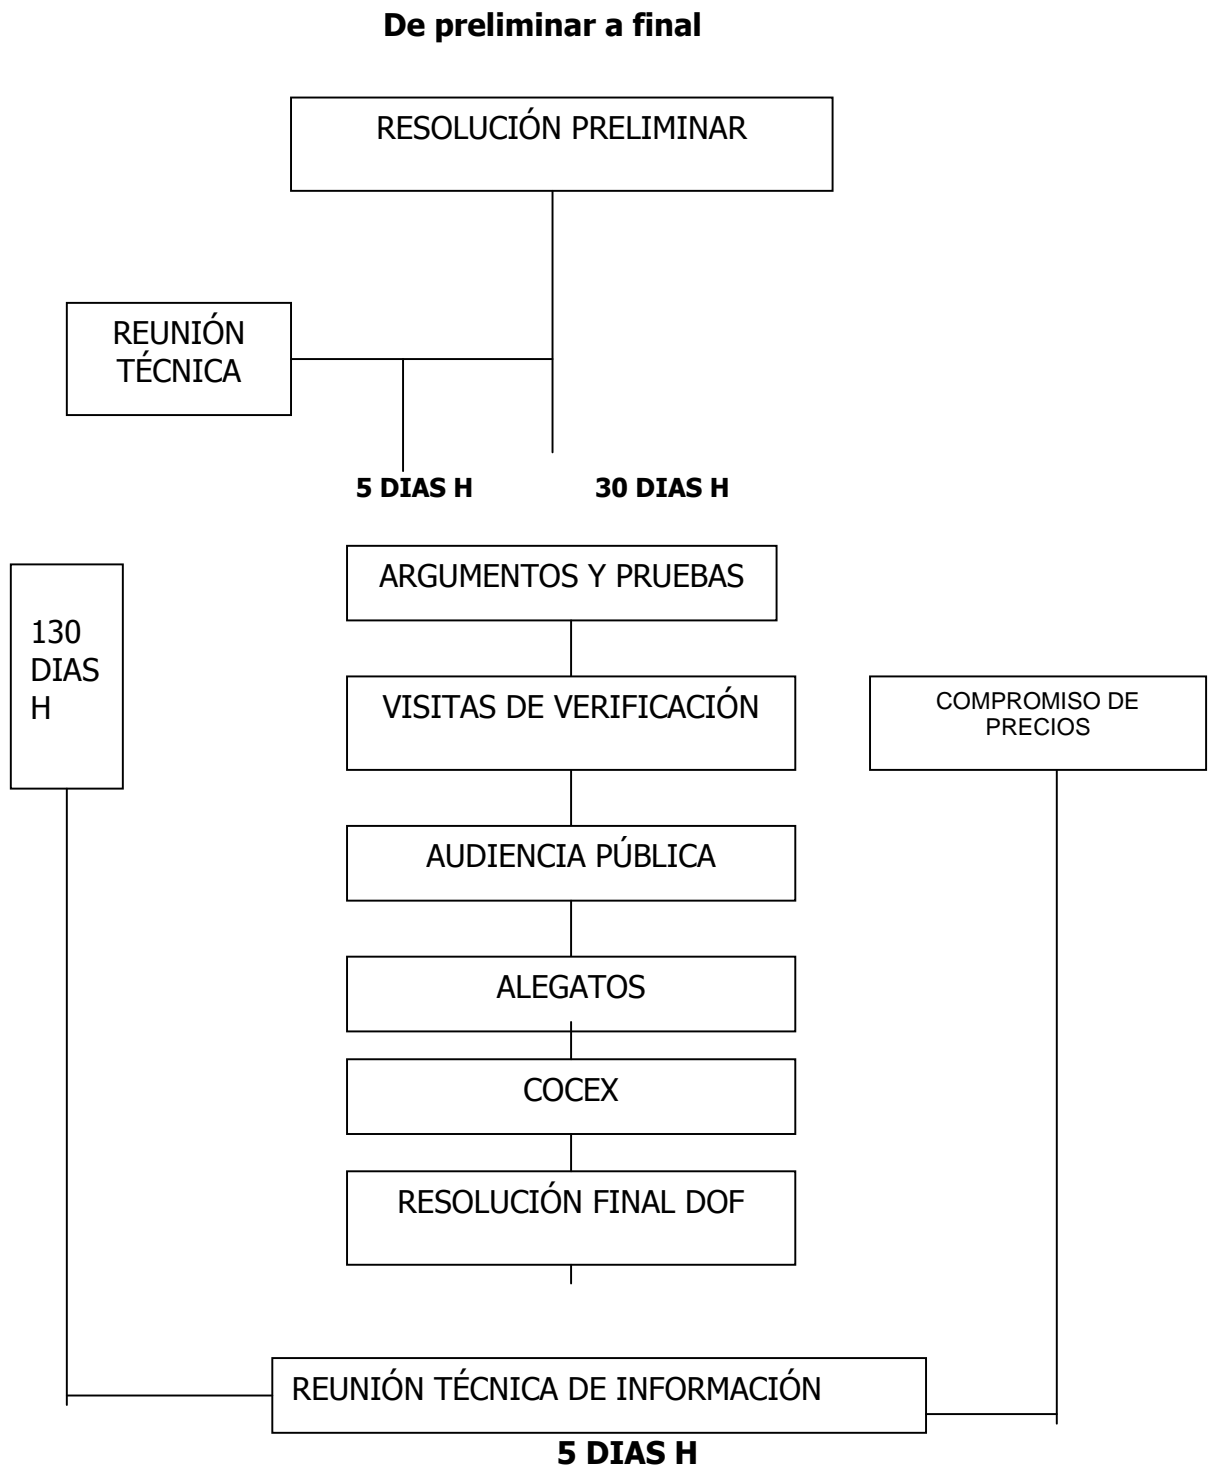 De preliminar a final
RESOLUCIÓN PRELIMINAR
REUNIÓN
TÉCNICA
5 DIAS H
30 DIAS H
ARGUMENTOS Y PRUEBAS
130
DIAS
H
VISITAS DE VERIFICACIÓN
COMPROMISO DE
PRECIOS
AUDIENCIA PÚBLICA
ALEGATOS
COCEX
RESOLUCIÓN FINAL DOF
REUNIÓN TÉCNICA DE INFORMACIÓN
5 DIAS H